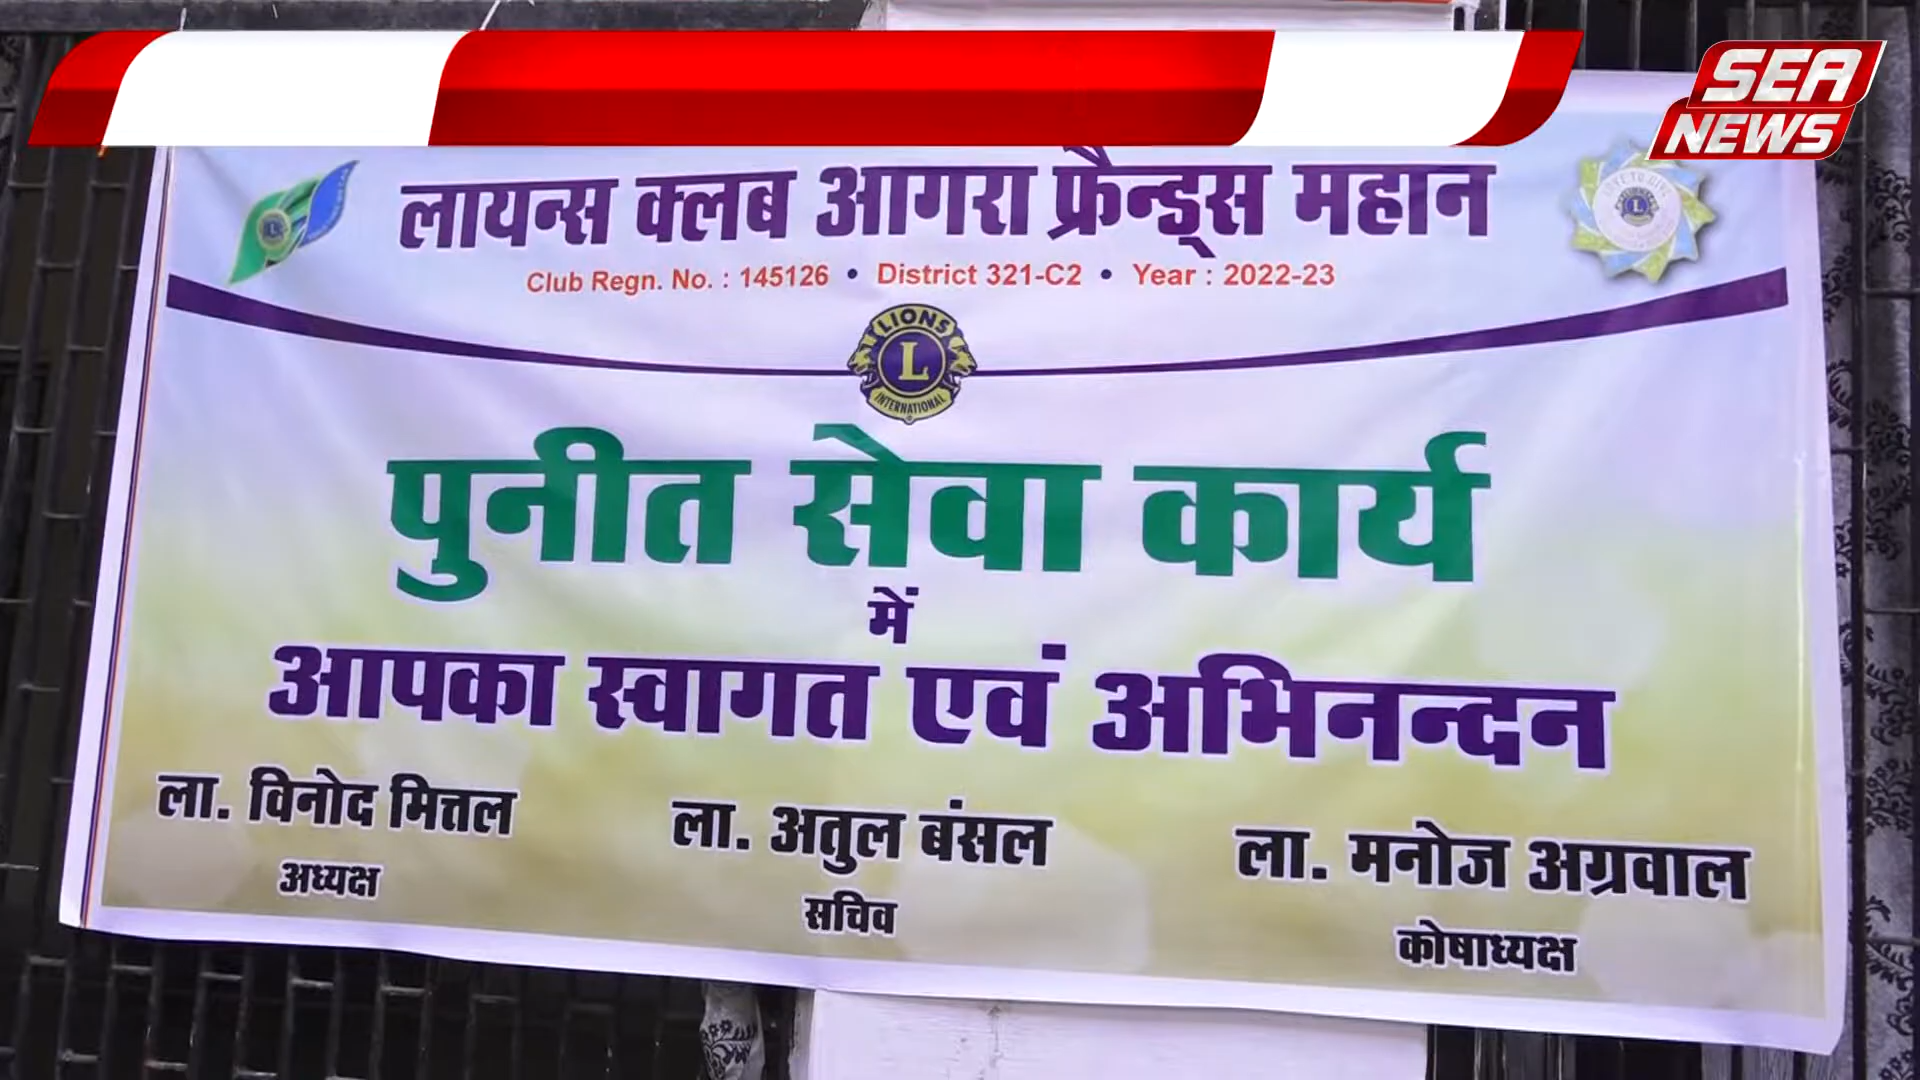 SEA
NEWS
लायन्स क्लब आगरा फ्रैन्ड्स महान
Club Regn. No. : 145126 • District 321-C2 • Year : 2022-23
LIONS
L
INTERNATIONAL
पुनीत सेवा कार्य
में
आपका स्वागत एवं अभिनन्दन
ला. विनोद मित्तल
अध्यक्ष
ला. अतुल बंसल
सचिव
ला. मनोज अग्रवाल
कोषाध्यक्ष